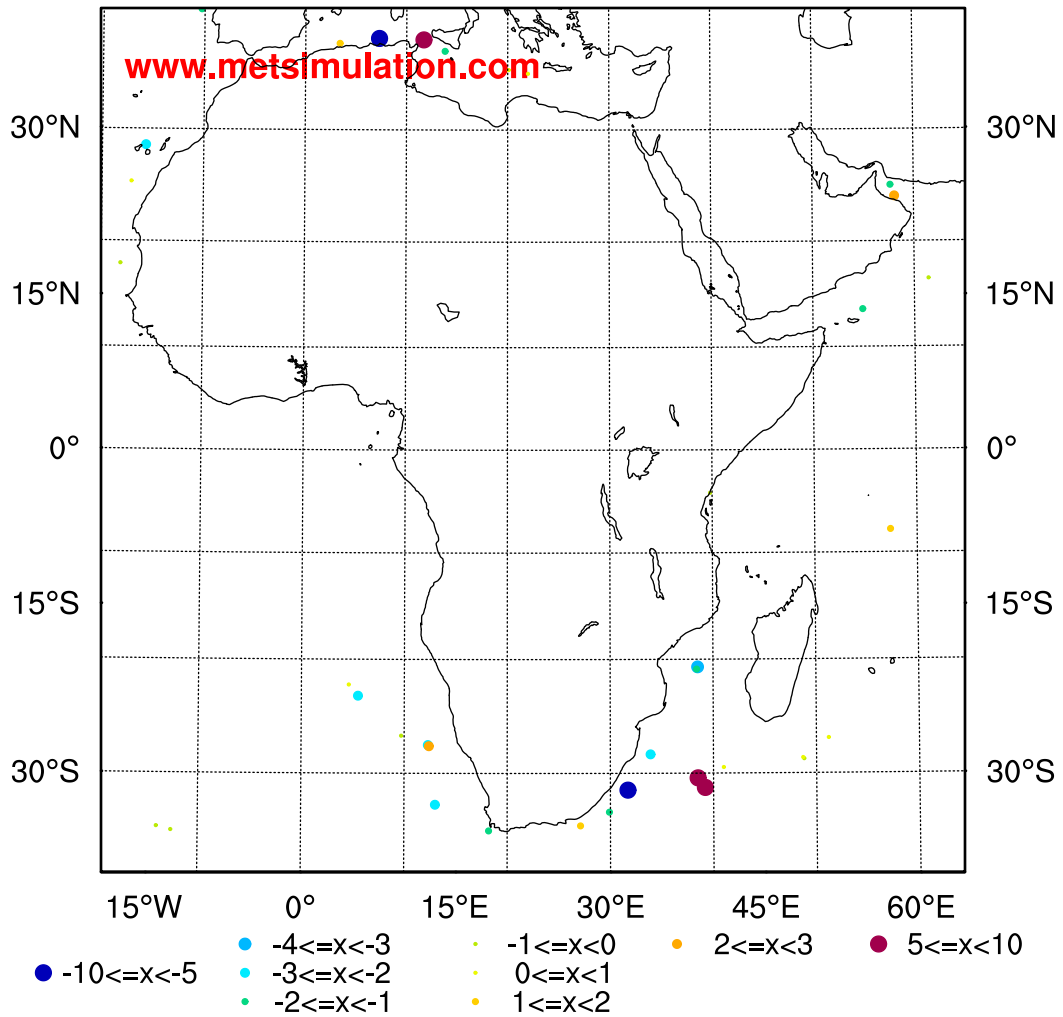 www.metsimulation.com
30°N 30°N
15°N 15°N
0° 0°
15°S 15°S
30°S 30°S
15°W 0° 15°E 30°E 45°E 60°E
-4<=x<-3 -1<=x<0 2<=x<3 5<=x<10
-10<=x<-5 -3<=x<-2 0<=x<1
-2<=x<-1 1<=x<2